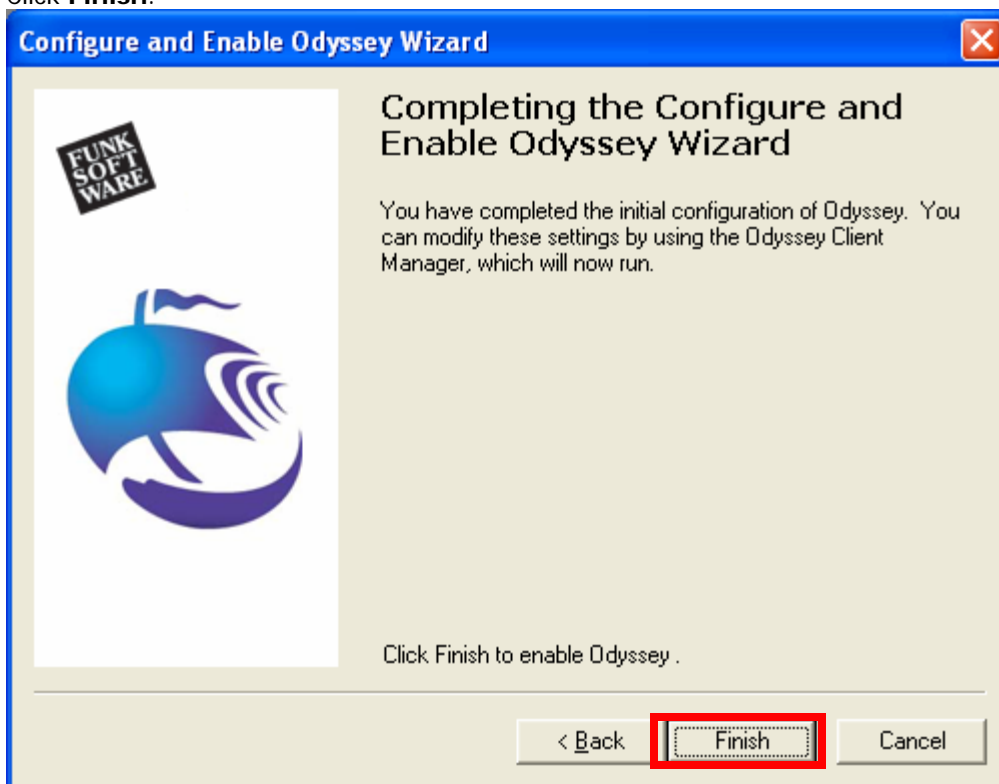 Click Finish.
Configure and Enable Odyssey Wizard
FUNK
SOFT
WARE
Completing the Configure and
Enable Odyssey Wizard
You have completed the initial configuration of Odyssey. You
can modify these settings by using the Odyssey Client
Manager, which will now run.
Click Finish to enable Odyssey .
< Back
Finish
Cancel